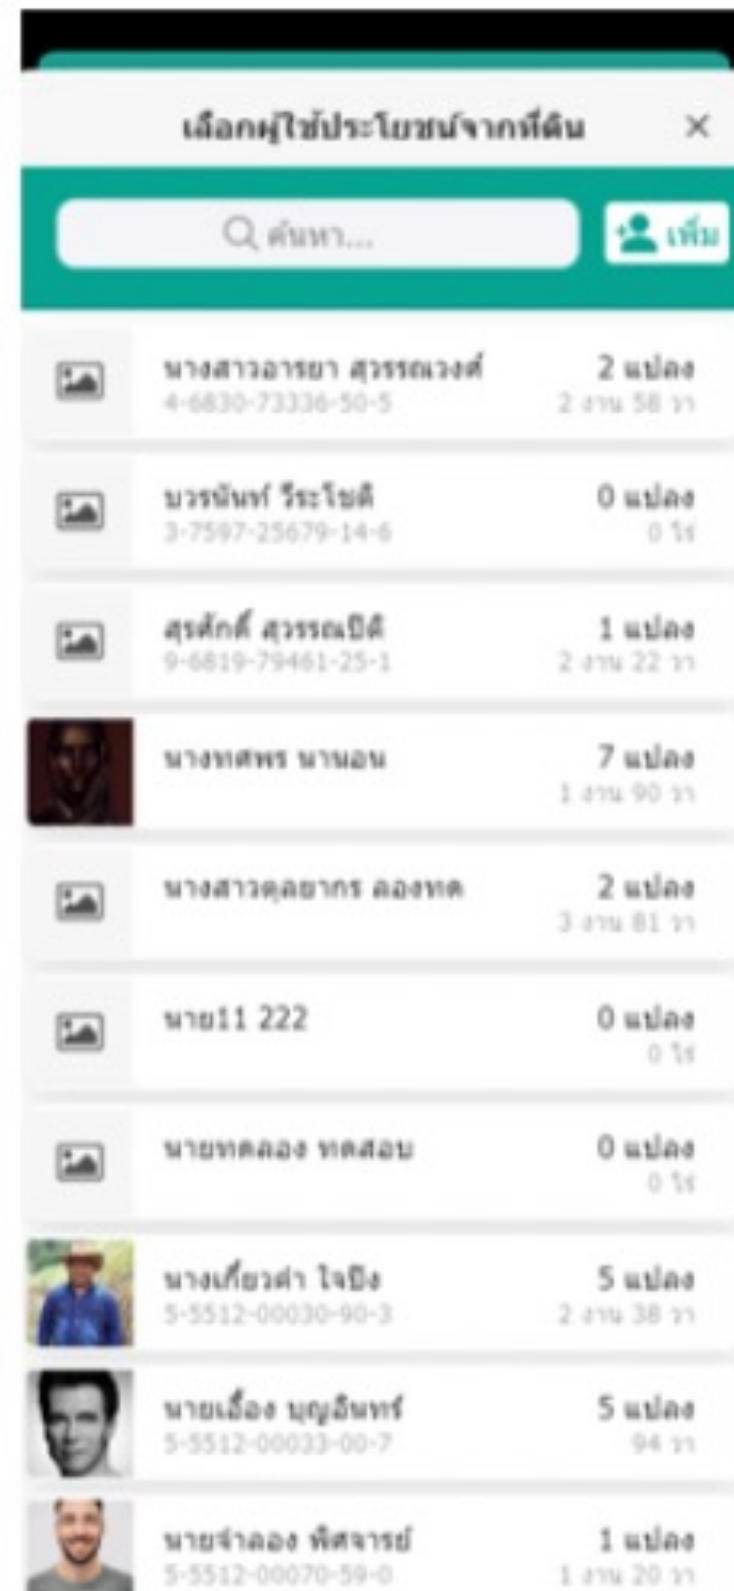 เลือกผู้ใช้ประโยชน์จากที่ดิน
ค้นหา...
เพิ่ม
นางสาวอารยา สุวรรณวงศ์ 2 แปลง
4-6830-73336-50-5 2 งาน 58 วา
บวรนันท์ วีระโชติ 0 แปลง
3-7597-25679-14-6 0 ไร่
สุรศักดิ์ สุวรรณปิติ 1 แปลง
9-6819-79461-25-1 2 งาน 22 วา
นางทศพร นานอน 7 แปลง
1 งาน 90 วา
นางสาวตุลยากร ลองทด 2 แปลง
3 งาน 81 วา
นาย11 222 0 แปลง
0 ไร่
นายทดลอง ทดสอบ 0 แปลง
0 ไร่
นางเกี๋ยวคำ ใจปิง 5 แปลง
5-5512-00030-90-3 2 งาน 38 วา
นายเอื้อง บุญอินทร์ 5 แปลง
5-5512-00033-00-7 94 วา
นายจำลอง พิศจารย์ 1 แปลง
5-5512-00070-59-0 1 งาน 20 วา